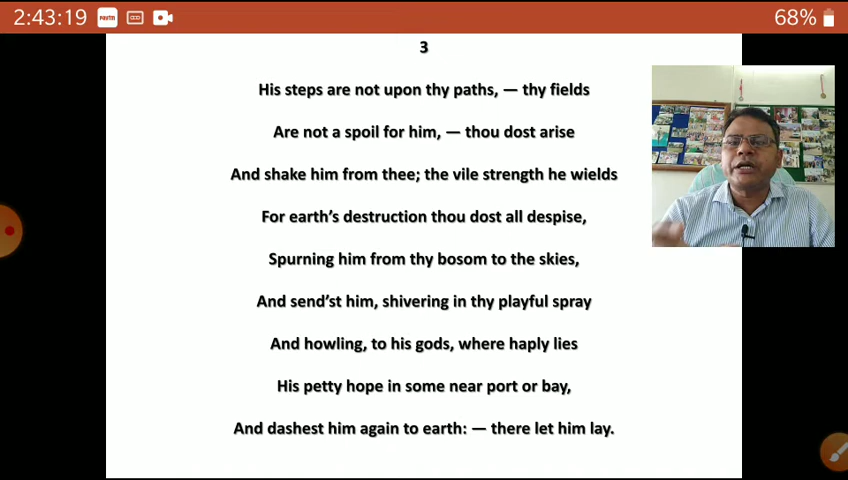 2:43:19
Paytm
68%
3
His steps are not upon thy paths, — thy fields
Are not a spoil for him, — thou dost arise
And shake him from thee; the vile strength he wields
For earth’s destruction thou dost all despise,
Spurning him from thy bosom to the skies,
And send’st him, shivering in thy playful spray
And howling, to his gods, where haply lies
His petty hope in some near port or bay,
And dashest him again to earth: — there let him lay.